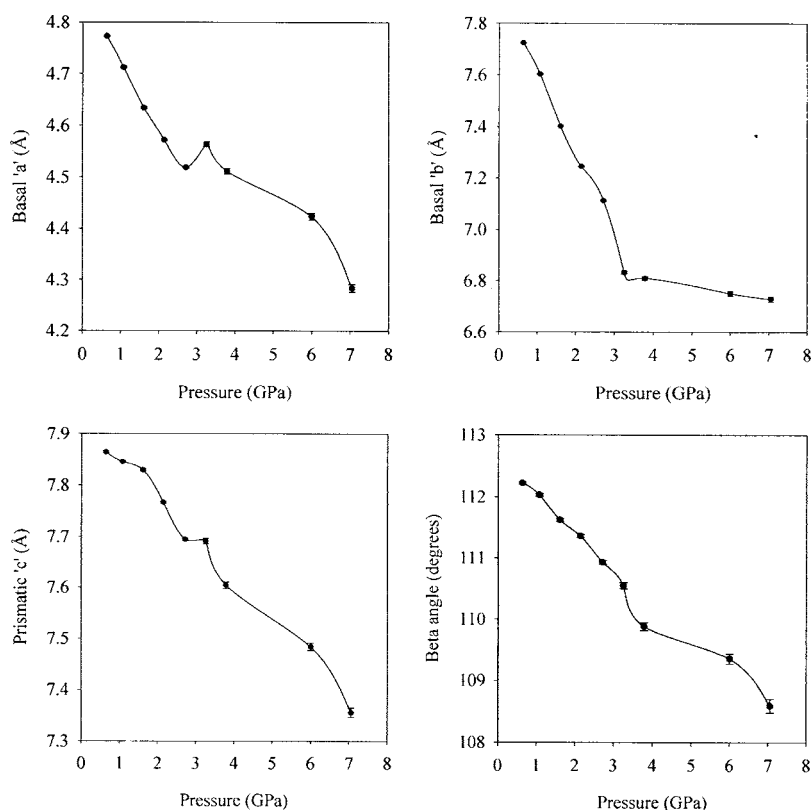 4.8
4.7
4.6
4.5
4.4
4.3
4.2
Basal 'a' (Å)
0 1 2 3 4 5 6 7 8
Pressure (GPa)
7.8
7.6
7.4
7.2
7.0
6.8
6.6
Basal 'b' (Å)
0 1 2 3 4 5 6 7 8
Pressure (GPa)
7.9
7.8
7.7
7.6
7.5
7.4
7.3
Prismatic 'c' (Å)
0 1 2 3 4 5 6 7 8
Pressure (GPa)
113
112
111
110
109
108
Beta angle (degrees)
0 1 2 3 4 5 6 7 8
Pressure (GPa)